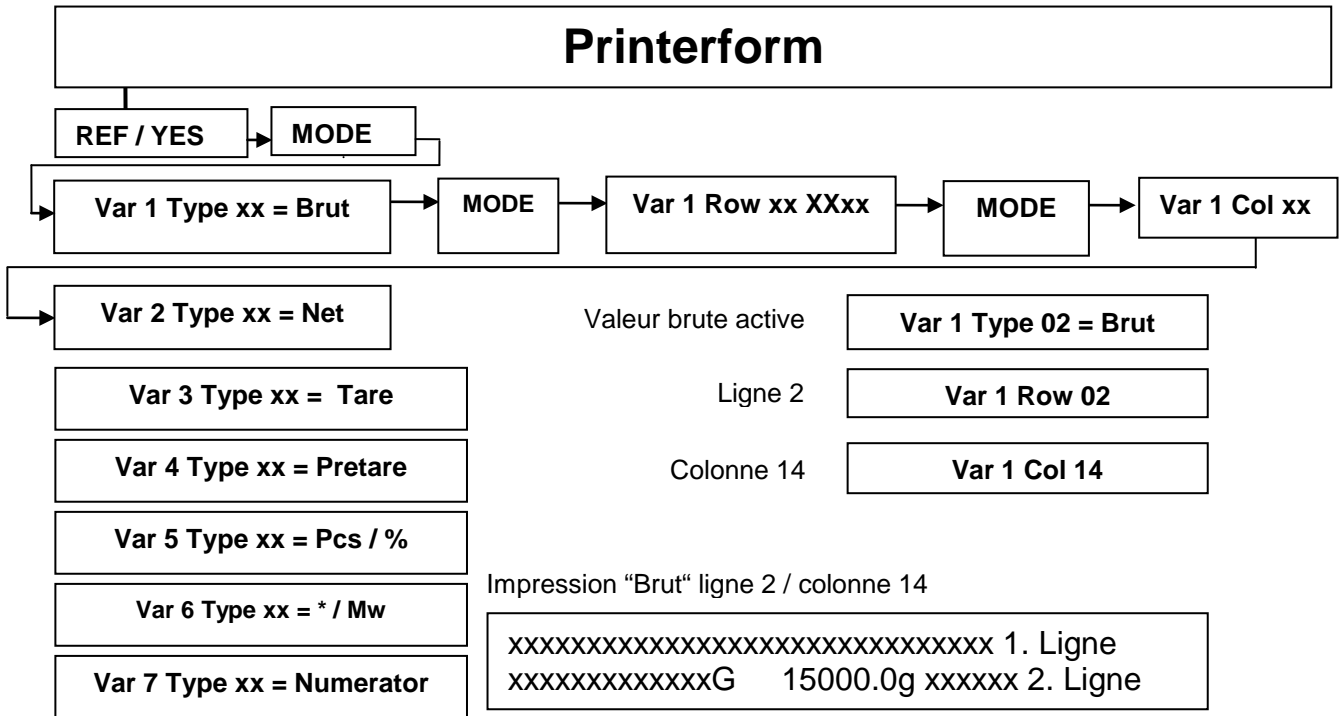 Printerform
REF / YES
MODE
Var 1 Type xx = Brut
MODE
Var 1 Row xx XXxx
MODE
Var 1 Col xx
Var 2 Type xx = Net
Valeur brute active
Var 1 Type 02 = Brut
Var 3 Type xx = Tare
Ligne 2
Var 1 Row 02
Var 4 Type xx = Pretare
Colonne 14
Var 1 Col 14
Var 5 Type xx = Pcs / %
Impression “Brut“ ligne 2 / colonne 14
Var 6 Type xx = * / Mw
xxxxxxxxxxxxxxxxxxxxxxxxxxxxxxx 1. Ligne
xxxxxxxxxxxxxG 15000.0g xxxxxx 2. Ligne
Var 7 Type xx = Numerator